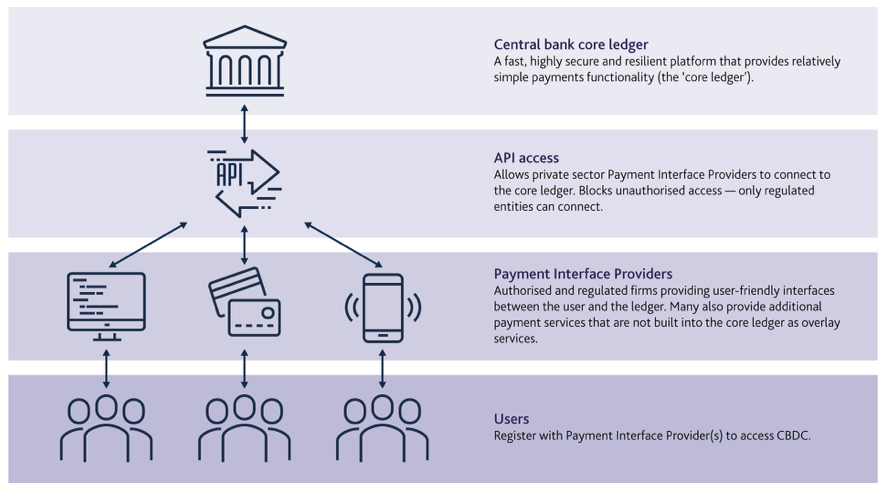 Central bank core ledger
A fast, highly secure and resilient platform that provides relatively
simple payments functionality (the ‘core ledger’).
API
API access
Allows private sector Payment Interface Providers to connect to
the core ledger. Blocks unauthorised access — only regulated
entities can connect.
Payment Interface Providers
Authorised and regulated firms providing user-friendly interfaces
between the user and the ledger. Many also provide additional
payment services that are not built into the core ledger as overlay
services.
Users
Register with Payment Interface Provider(s) to access CBDC.